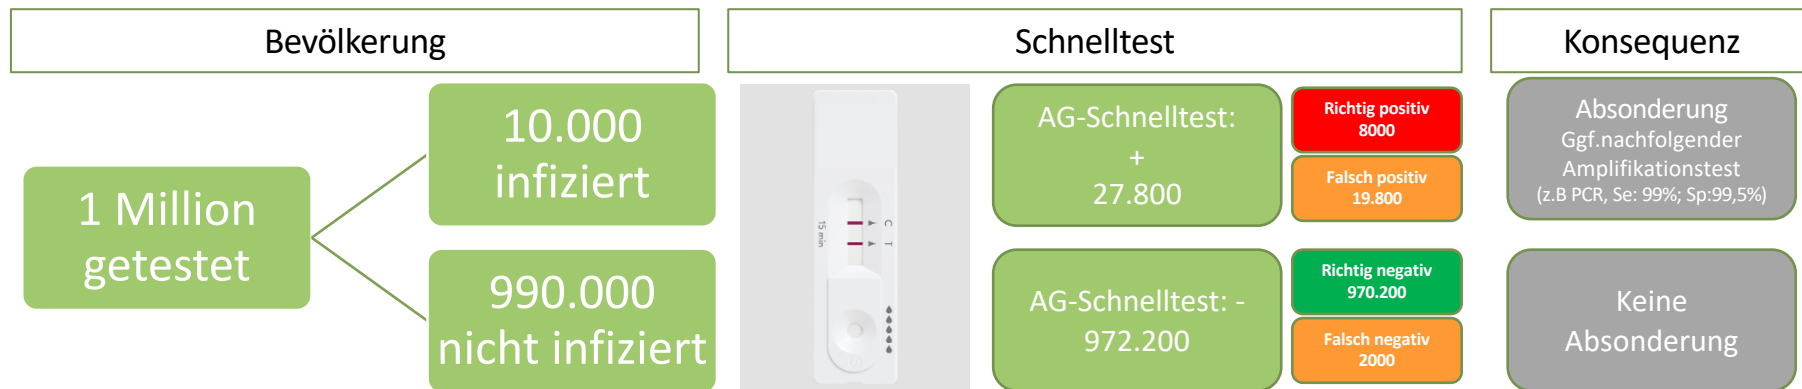 Bevölkerung
Schnelltest
Konsequenz
1 Million
getestet
10.000
infiziert
990.000
nicht infiziert
C
T
15 min
AG-Schnelltest:
+
27.800
Richtig positiv
8000
Falsch positiv
19.800
AG-Schnelltest: -
972.200
Richtig negativ
970.200
Falsch negativ
2000
Absonderung
Ggf.nachfolgender
Amplifikationstest
(z.B PCR, Se: 99%; Sp:99,5%)
Keine
Absonderung